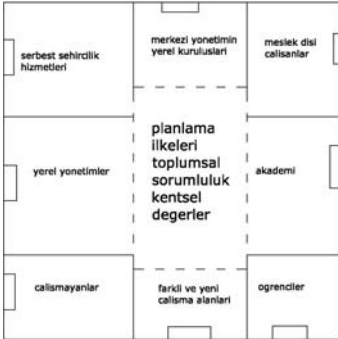 serbest sehircilik
hizmetleri
merkezi yonetimin
yerel kuruluslari
meslek disi
calisanlar
yerel yonetimler
planlama
ilkeleri
toplumsal
sorumluluk
kentsel
degerler
akademi
calismayanlar
farkli ve yeni
calisma alanlari
ogrenciler